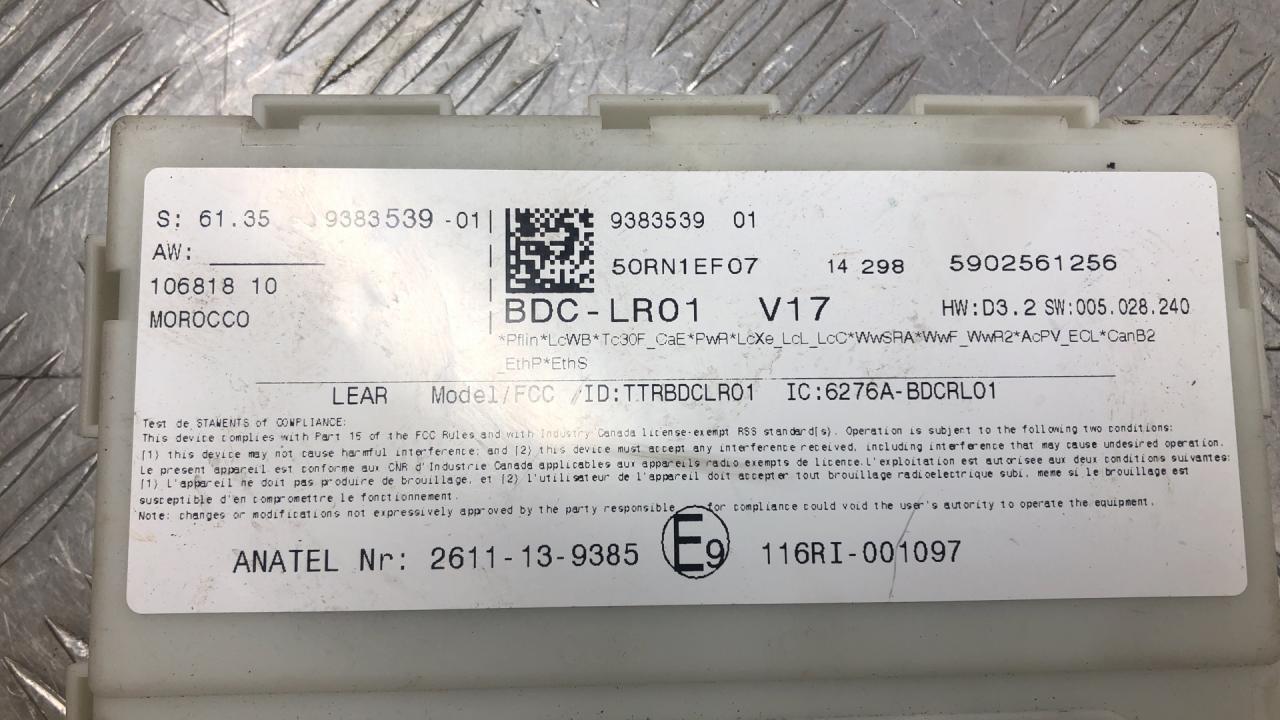 S: 61.35 9383539 -01
AW: ________
106818 10
MOROCCO
9383539 01
50RN1EF07 14 298 5902561256
BDC-LR01 V17 HW:D3.2 SW:005.028.240
*Pflin*LcWB*Tc30F_CaE*PwR*LcXe_LcL_LcC*WwSRA*WwF_WwR2*AcPV_ECL*CanB2
_EthP*EthS
LEAR Model/FCC /ID:TTRBDCLR01 IC:6276A-BDCRL01
Test de STAWENTS of COMPLIANCE:
This device complies with Part 15 of the FCC Rules and with Industry Canada license-exempt RSS standard(s). Operation is subject to the following two conditions:
(1) this device may not cause harmful interference; and (2) this device must accept any interference received, including interference that may cause undesired operation.
Le present appareil est conforme aux CNR d'Industrie Canada applicables aux appareils radio exempts de licence.L'exploitation est autorisee aux deux conditions suivantes:
(1) L'appareil ne doit pas produire de brouillage, et (2) l'utilisateur de l'appareil doit accepter tout brouillage radioelectrique subi, meme si le brouillage est
susceptible d'en compromettre le fonctionnement.
Note: changes or modifications not expressively approved by the party responsible for compliance could void the user's authority to operate the equipment.
ANATEL Nr: 2611-13-9385 E9 116RI-001097